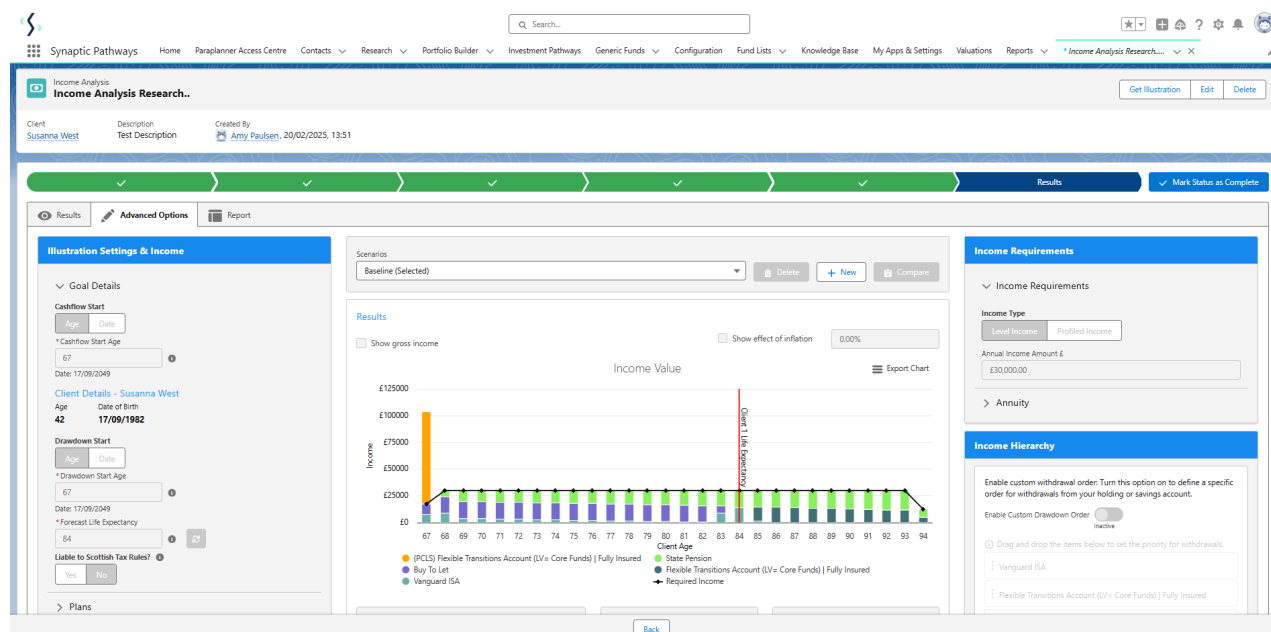 Search...
Synaptic Pathways Home Paraplanner Access Centre Contacts Research Portfolio Builder Investment Pathways Generic Funds Configuration Fund Lists Knowledge Base My Apps & Settings Valuations Reports * Income Analysis Research.....
Income Analysis
Income Analysis Research..
Get Illustration Edit Delete
Client Description Created By
Susanna West Test Description Amy Paulsen, 20/02/2025, 13:51
Results Mark Status as Complete
Results Advanced Options Report
Illustration Settings & Income
Goal Details
Cashflow Start
Age Date
* Cashflow Start Age
67
Date: 17/09/2049
Client Details - Susanna West
Age Date of Birth
42 17/09/1982
Drawdown Start
Age Date
* Drawdown Start Age
67
Date: 17/09/2049
* Forecast Life Expectancy
84
Liable to Scottish Tax Rules?
Yes No
Plans
Scenarios
Baseline (Selected)
Delete New Compare
Results
Show gross income
Show effect of inflation 0.00%
Income Value
Export Chart
£125000
£100000
£75000
£50000
£25000
£0
Income
Client 1 Life Expectancy
67 68 69 70 71 72 73 74 75 76 77 78 79 80 81 82 83 84 85 86 87 88 89 90 91 92 93 94
Client Age
(PCLS) Flexible Transitions Account (LV= Core Funds) | Fully Insured State Pension
Buy To Let Flexible Transitions Account (LV= Core Funds) | Fully Insured
Vanguard ISA Required Income
Income Requirements
Income Requirements
Income Type
Level Income Profiled Income
Annual Income Amount £
£30,000.00
Annuity
Income Hierarchy
Enable custom withdrawal order: Turn this option on to define a specific
order for withdrawals from your holding or savings account.
Enable Custom Drawdown Order
Inactive
Drag and drop the items below to set the priority for withdrawals.
Vanguard ISA
Flexible Transitions Account (LV= Core Funds) | Fully Insured
Back